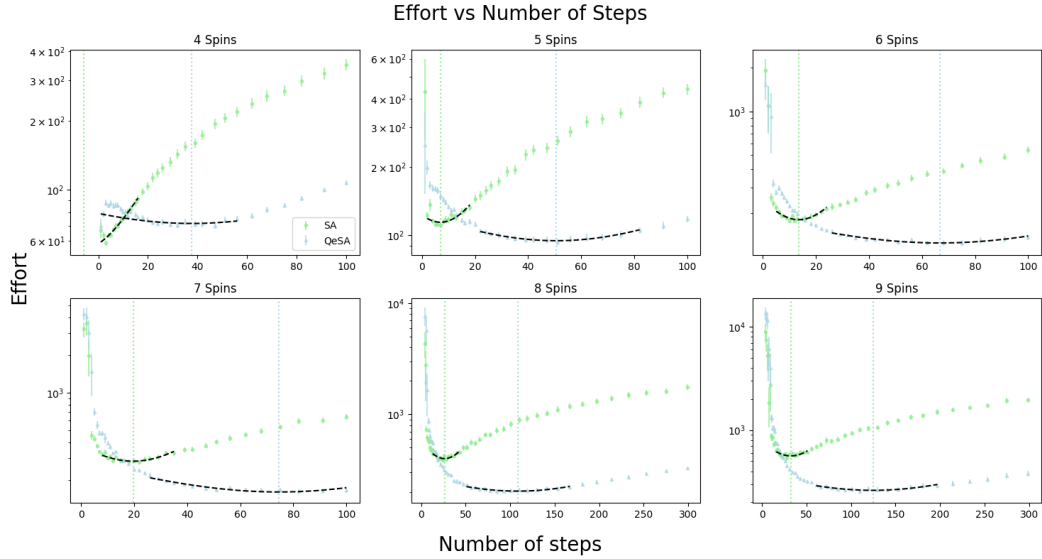 Effort vs Number of Steps
4 Spins
5 Spins
6 Spins
4 × 10²
3 × 10²
2 × 10²
10²
6 × 10¹
0 20 40 60 80 100
SA
QeSA
6 × 10²
4 × 10²
3 × 10²
2 × 10²
10²
0 20 40 60 80 100
10³
0 20 40 60 80 100
Effort
7 Spins
8 Spins
9 Spins
10³
0 20 40 60 80 100
10⁴
10³
0 50 100 150 200 250 300
10⁴
10³
0 50 100 150 200 250 300
Number of steps